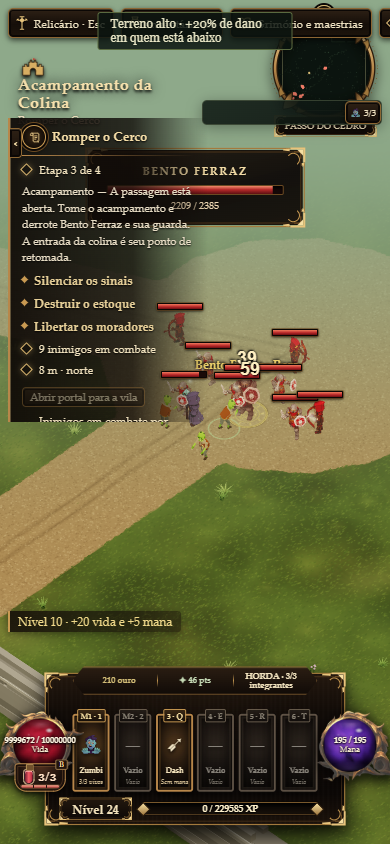 Relicário · Esc
Terreno alto · +20% de dano
em quem está abaixo
e maestrias
Acampamento da
Colina
3/3
PASSO DO CEDRO
Romper o Cerco
Etapa 3 de 4
BENTO FERRAZ
2209 / 2385
Acampamento — A passagem está
aberta. Tome o acampamento e
derrote Bento Ferraz e sua guarda.
A entrada da colina é seu ponto de
retomada.
Silenciar os sinais
Destruir o estoque
Libertar os moradores
9 inimigos em combate
8 m · norte
39
Bento
59
Abrir portal para a vila
Inimigos em combate por
Nível 10 · +20 vida e +5 mana
210 ouro
46 pts
HORDA · 3/3
integrantes
M1 · 1
M2 · 2
3 · Q
4 · E
5 · R
6 · T
9999672 / 10000000
Vida
195 / 195
Mana
B
3/3
Zumbi
3/3 vivos
Vazio
Vazio
Dash
Sem mana
Vazio
Vazio
Vazio
Vazio
Vazio
Vazio
Nível 24
0 / 229585 XP